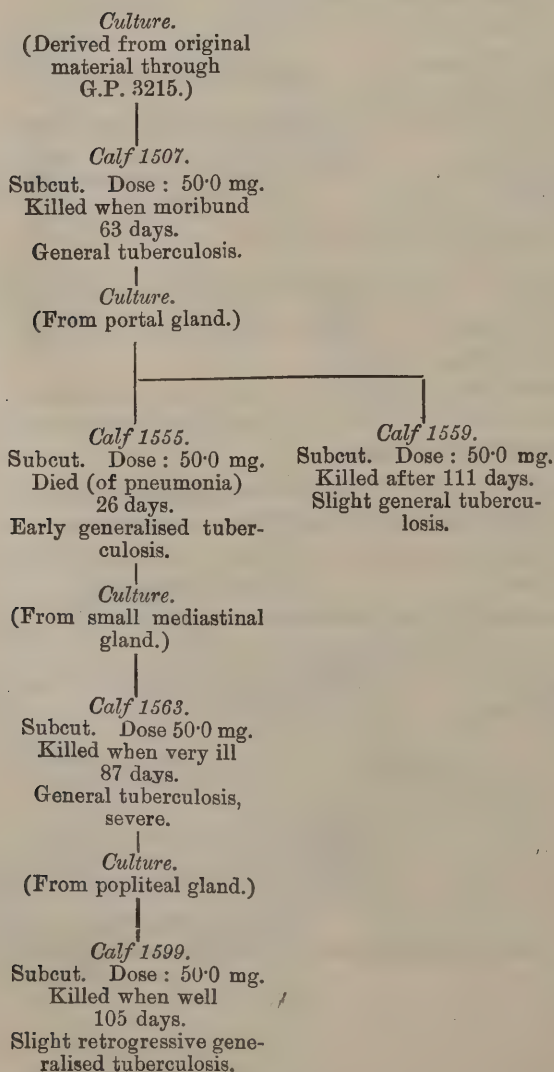 Culture.
(Derived from original
material through
G.P. 3215.)
Calf 1507.
Subcut. Dose : 50·0 mg.
Killed when moribund
63 days.
General tuberculosis.
Culture.
(From portal gland.)
Calf 1555.
Subcut. Dose : 50·0 mg.
Died (of pneumonia)
26 days.
Early generalised tuber-
culosis.
Calf 1559.
Subcut. Dose : 50·0 mg.
Killed after 111 days.
Slight general tubercu-
losis.
Culture.
(From small mediastinal
gland.)
Calf 1563.
Subcut. Dose 50·0 mg.
Killed when very ill
87 days.
General tuberculosis,
severe.
Culture.
(From popliteal gland.)
Calf 1599.
Subcut. Dose : 50·0 mg.
Killed when well
105 days.
Slight retrogressive gene-
ralised tuberculosis.